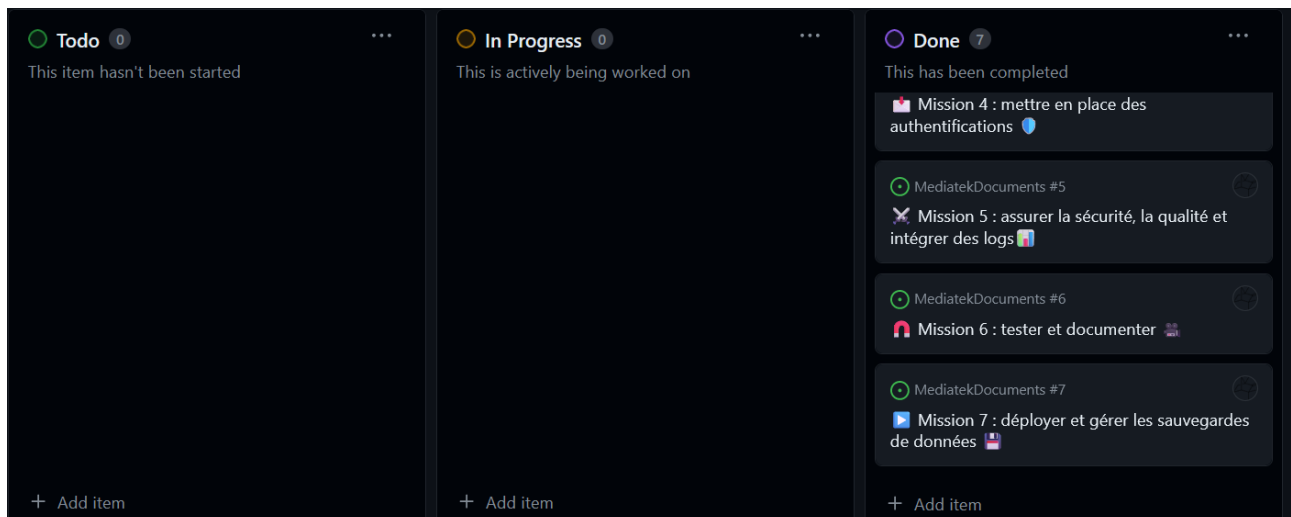 Todo 0
This item hasn't been started
In Progress 0
This is actively being worked on
Done 7
This has been completed
Mission 4 : mettre en place des
authentifications
MediatekDocuments #5
Mission 5 : assurer la sécurité, la qualité et
intégrer des logs
MediatekDocuments #6
Mission 6 : tester et documenter
MediatekDocuments #7
Mission 7 : déployer et gérer les sauvegardes
de données
+ Add item
+ Add item
+ Add item